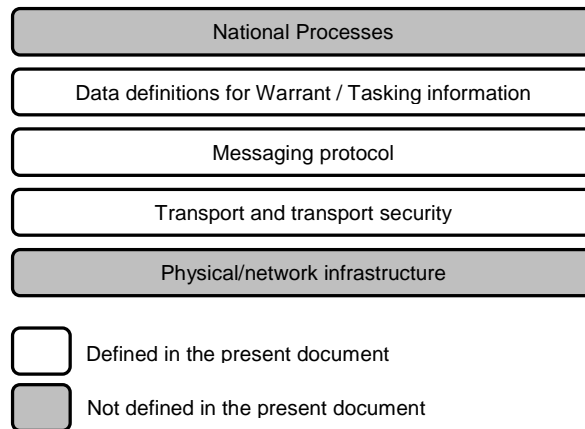 National Processes
Data definitions for Warrant / Tasking information
Messaging protocol
Transport and transport security
Physical/network infrastructure
Defined in the present document
Not defined in the present document